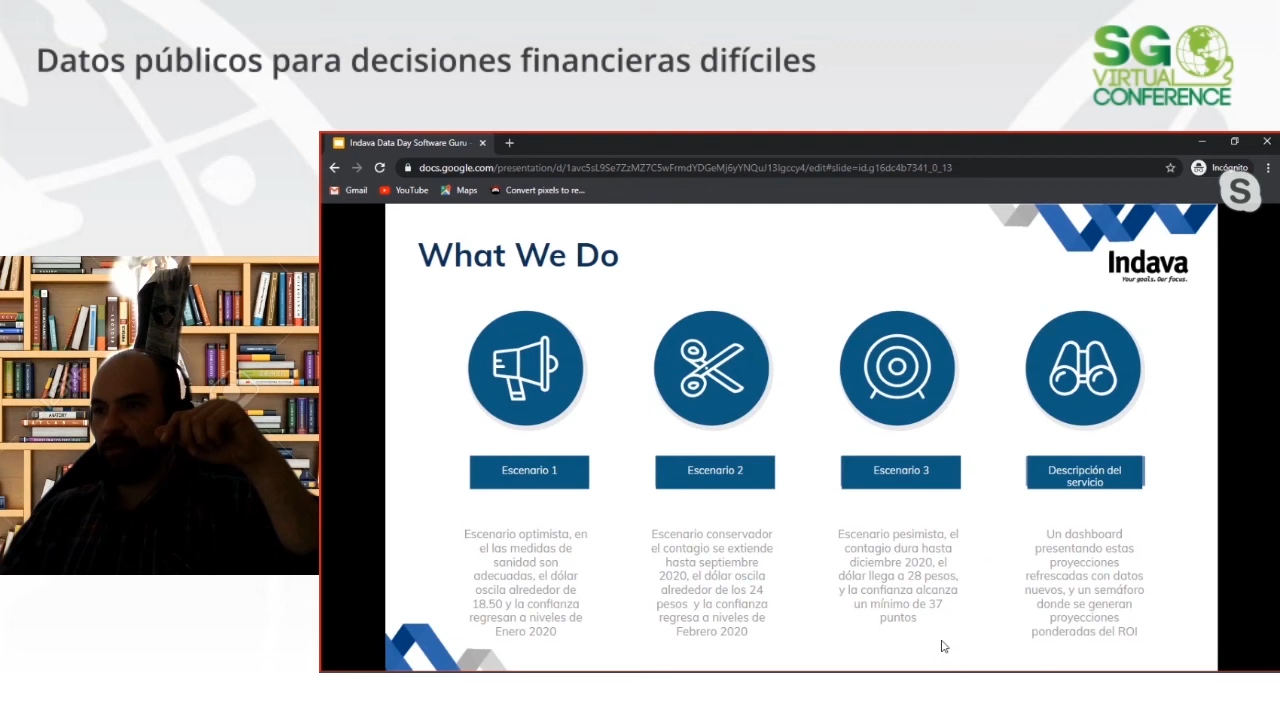 Datos públicos para decisiones financieras difíciles
SG
VIRTUAL
CONFERENCE
Indava Data Day Software Guru -
docs.google.com/presentation/d/1avc5sL9Se7ZzMZ7C5wFrmdYDGeMj6yYNQuJ13lgccy4/edit#slide=id.g16dc4b7341_0_13
Incógnito
Gmail
YouTube
Maps
Convert pixels to re...
S
What We Do
Indava
Your goals. Our focus.
Escenario 1
Escenario optimista, en
el las medidas de
sanidad son
adecuadas, el dólar
oscila alrededor de
18.50 y la confianza
regresan a niveles de
Enero 2020
Escenario 2
Escenario conservador
el contagio se extiende
hasta septiembre
2020, el dólar oscila
alrededor de los 24
pesos y la confianza
regresa a niveles de
Febrero 2020
Escenario 3
Escenario pesimista, el
contagio dura hasta
diciembre 2020, el
dólar llega a 28 pesos,
y la confianza alcanza
un mínimo de 37
puntos
Descripción del
servicio
Un dashboard
presentando estas
proyecciones
refrescadas con datos
nuevos, y un semáforo
donde se generan
proyecciones
ponderadas del ROI